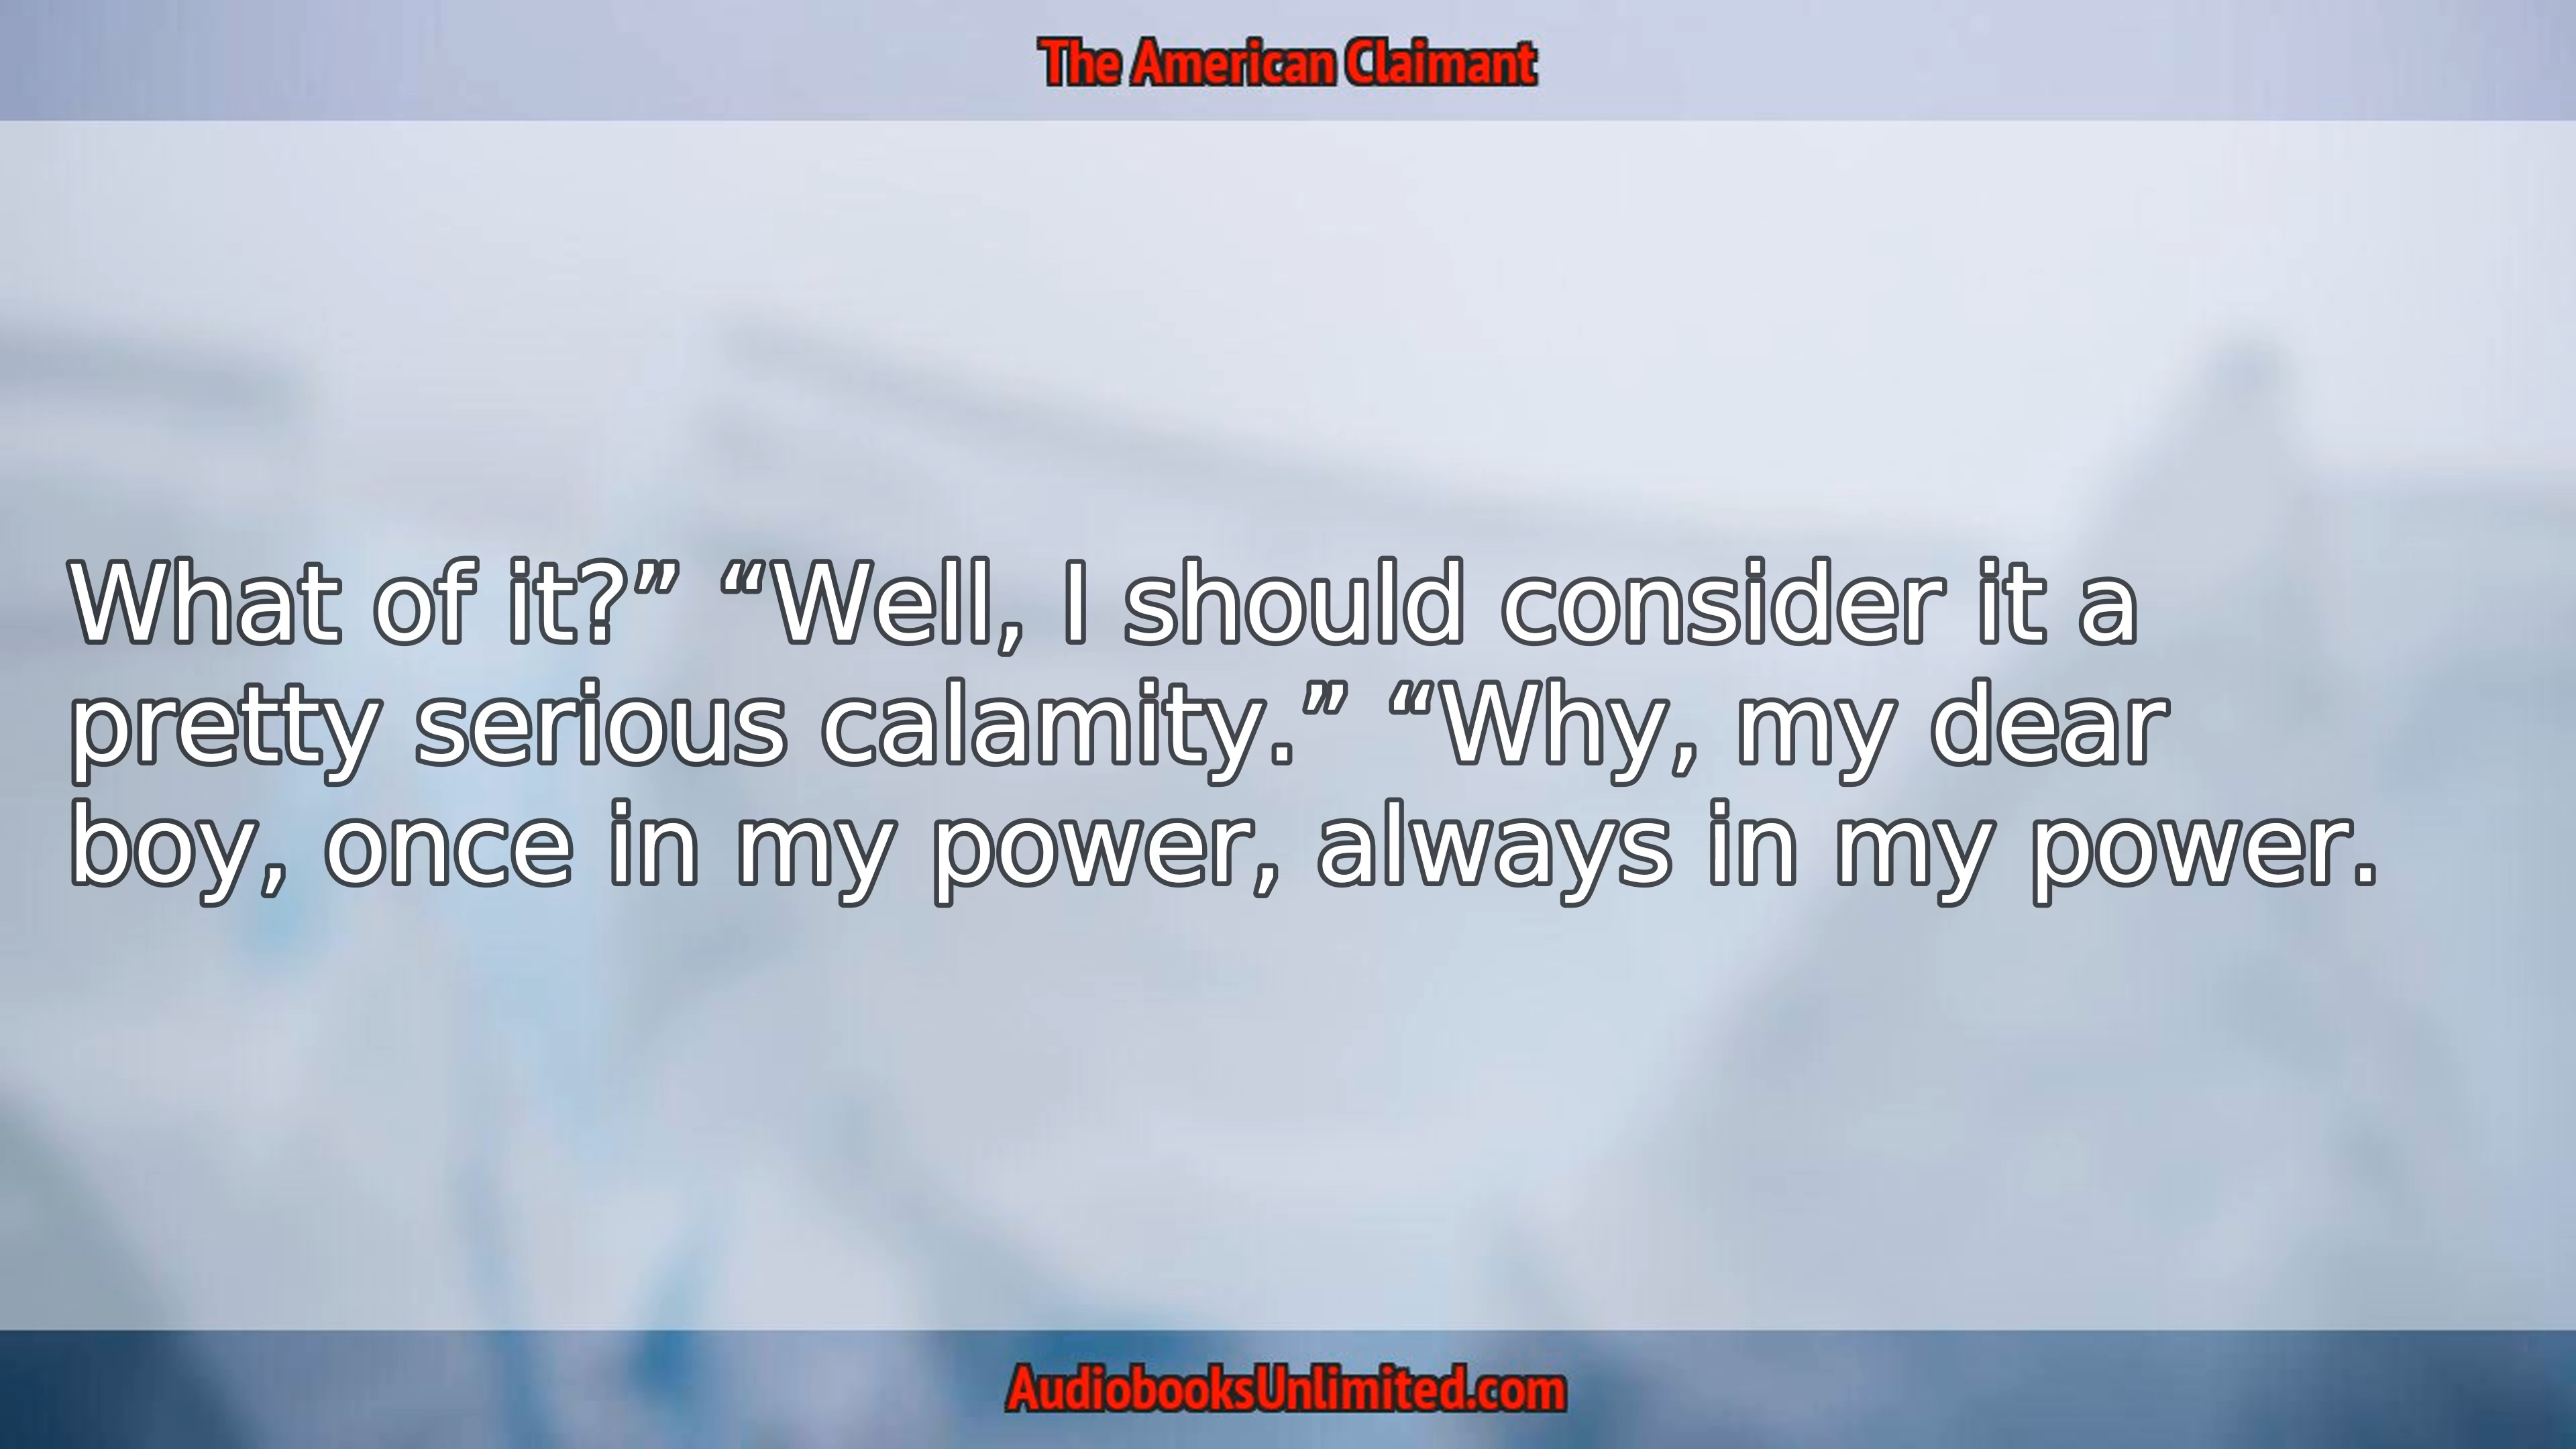 The American Claimant
What of it?” “Well, I should consider it a
pretty serious calamity.” “Why, my dear
boy, once in my power, always in my power.
AudiobooksUnlimited.com